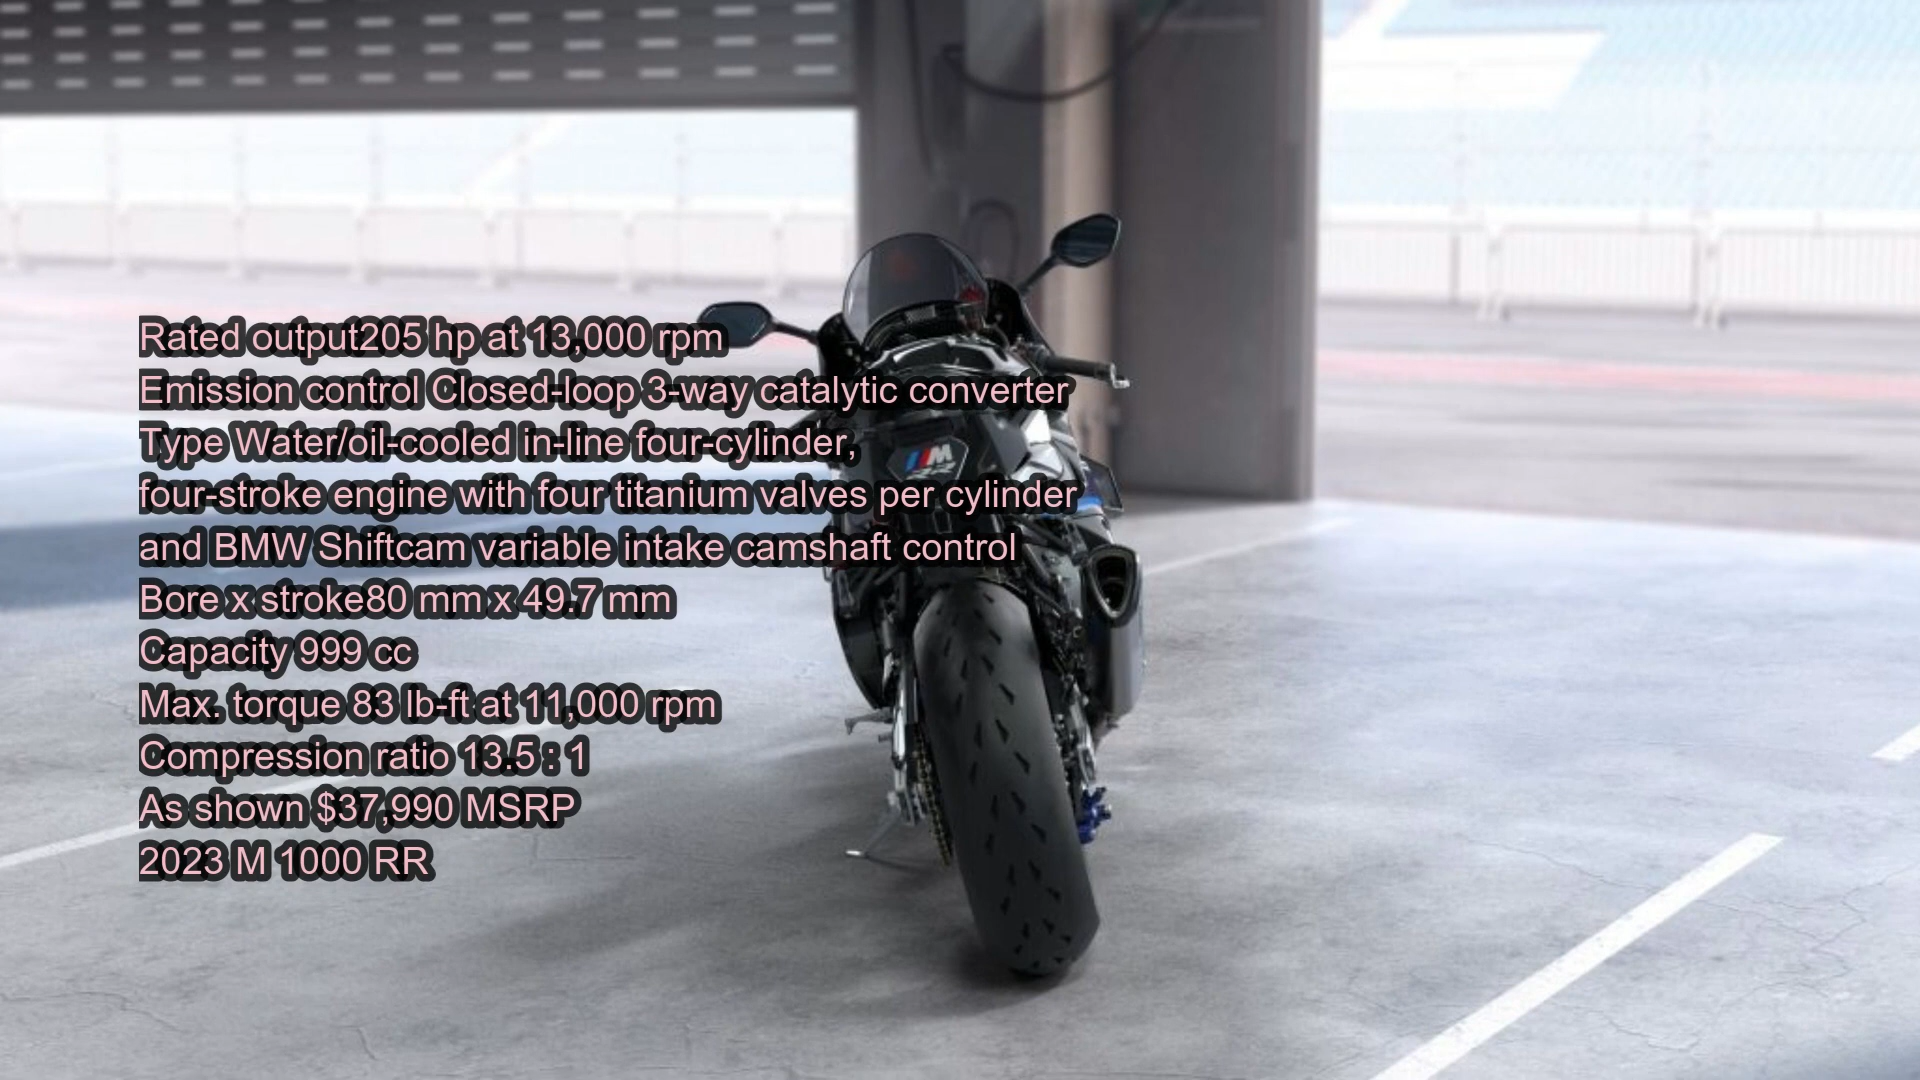 Rated output205 hp at 13,000 rpm
Emission control Closed-loop 3-way catalytic converter
Type Water/oil-cooled in-line four-cylinder,
four-stroke engine with four titanium valves per cylinder
and BMW Shiftcam variable intake camshaft control
Bore x stroke80 mm x 49.7 mm
Capacity 999 cc
Max. torque 83 lb-ft at 11,000 rpm
Compression ratio 13.5 : 1
As shown $37,990 MSRP
2023 M 1000 RR
M
RR